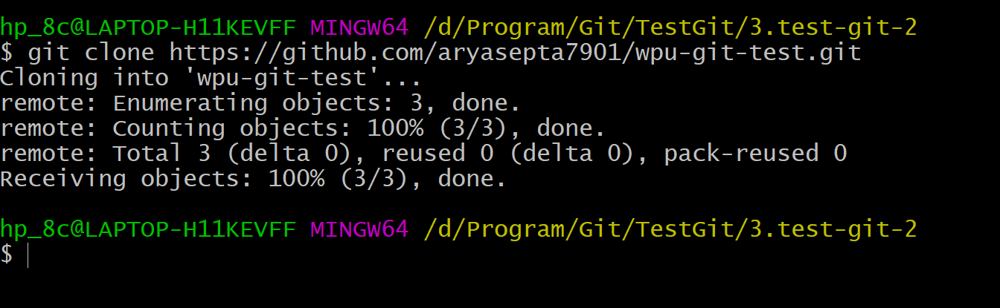 hp_8c@LAPTOP-H11KEVFF MINGW64 /d/Program/Git/TestGit/3.test-git-2
$ git clone https://github.com/aryasepta7901/wpu-git-test.git
Cloning into 'wpu-git-test'...
remote: Enumerating objects: 3, done.
remote: Counting objects: 100% (3/3), done.
remote: Total 3 (delta 0), reused 0 (delta 0), pack-reused 0
Receiving objects: 100% (3/3), done.
hp_8c@LAPTOP-H11KEVFF MINGW64 /d/Program/Git/TestGit/3.test-git-2
$